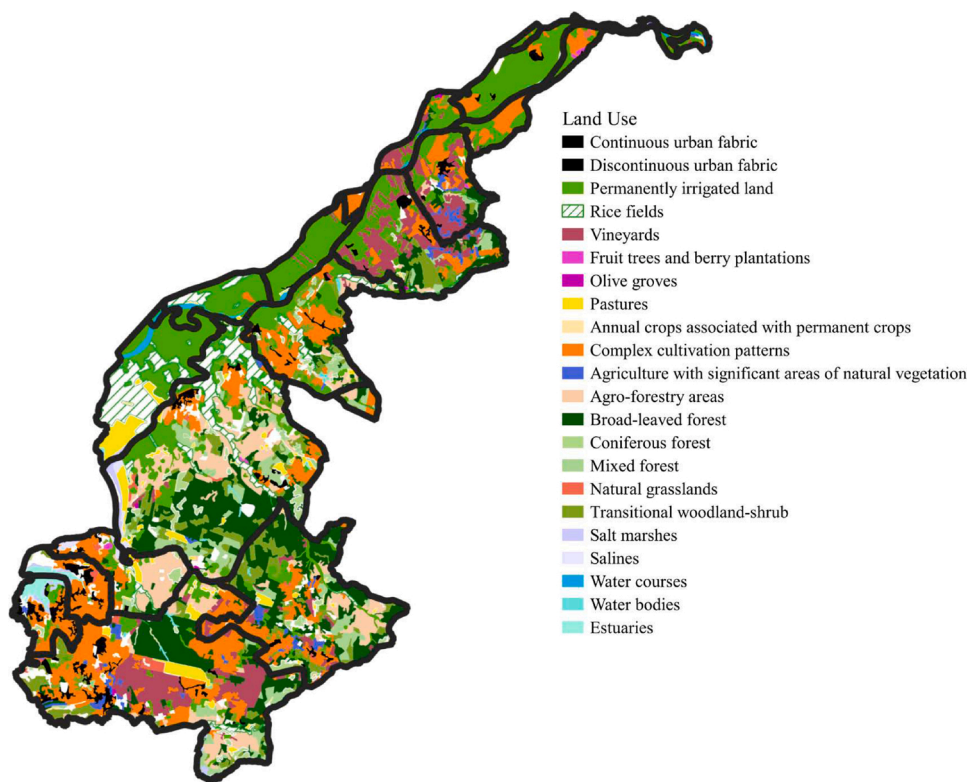 Land Use
Continuous urban fabric
Discontinuous urban fabric
Permanently irrigated land
Rice fields
Vineyards
Fruit trees and berry plantations
Olive groves
Pastures
Annual crops associated with permanent crops
Complex cultivation patterns
Agriculture with significant areas of natural vegetation
Agro-forestry areas
Broad-leaved forest
Coniferous forest
Mixed forest
Natural grasslands
Transitional woodland-shrub
Salt marshes
Salines
Water courses
Water bodies
Estuaries